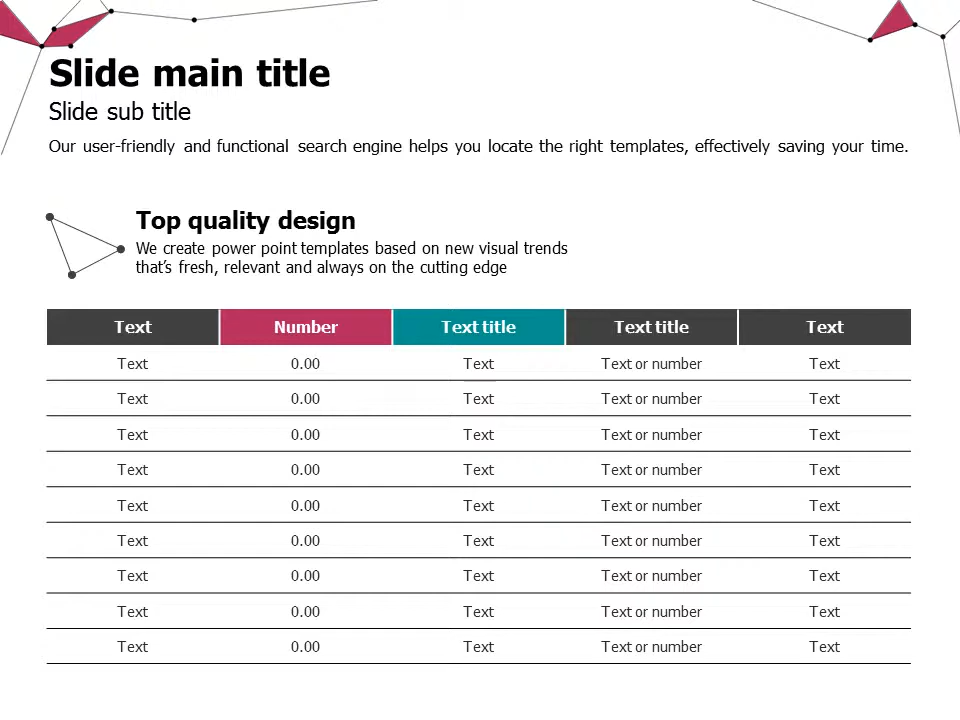 Slide main title
Slide sub title
Our user-friendly and functional search engine helps you locate the right templates, effectively saving your time.
Top quality design
We create power point templates based on new visual trends
that's fresh, relevant and always on the cutting edge
Text Number Text title Text title Text
Text 0.00 Text Text or number Text
Text 0.00 Text Text or number Text
Text 0.00 Text Text or number Text
Text 0.00 Text Text or number Text
Text 0.00 Text Text or number Text
Text 0.00 Text Text or number Text
Text 0.00 Text Text or number Text
Text 0.00 Text Text or number Text
Text 0.00 Text Text or number Text